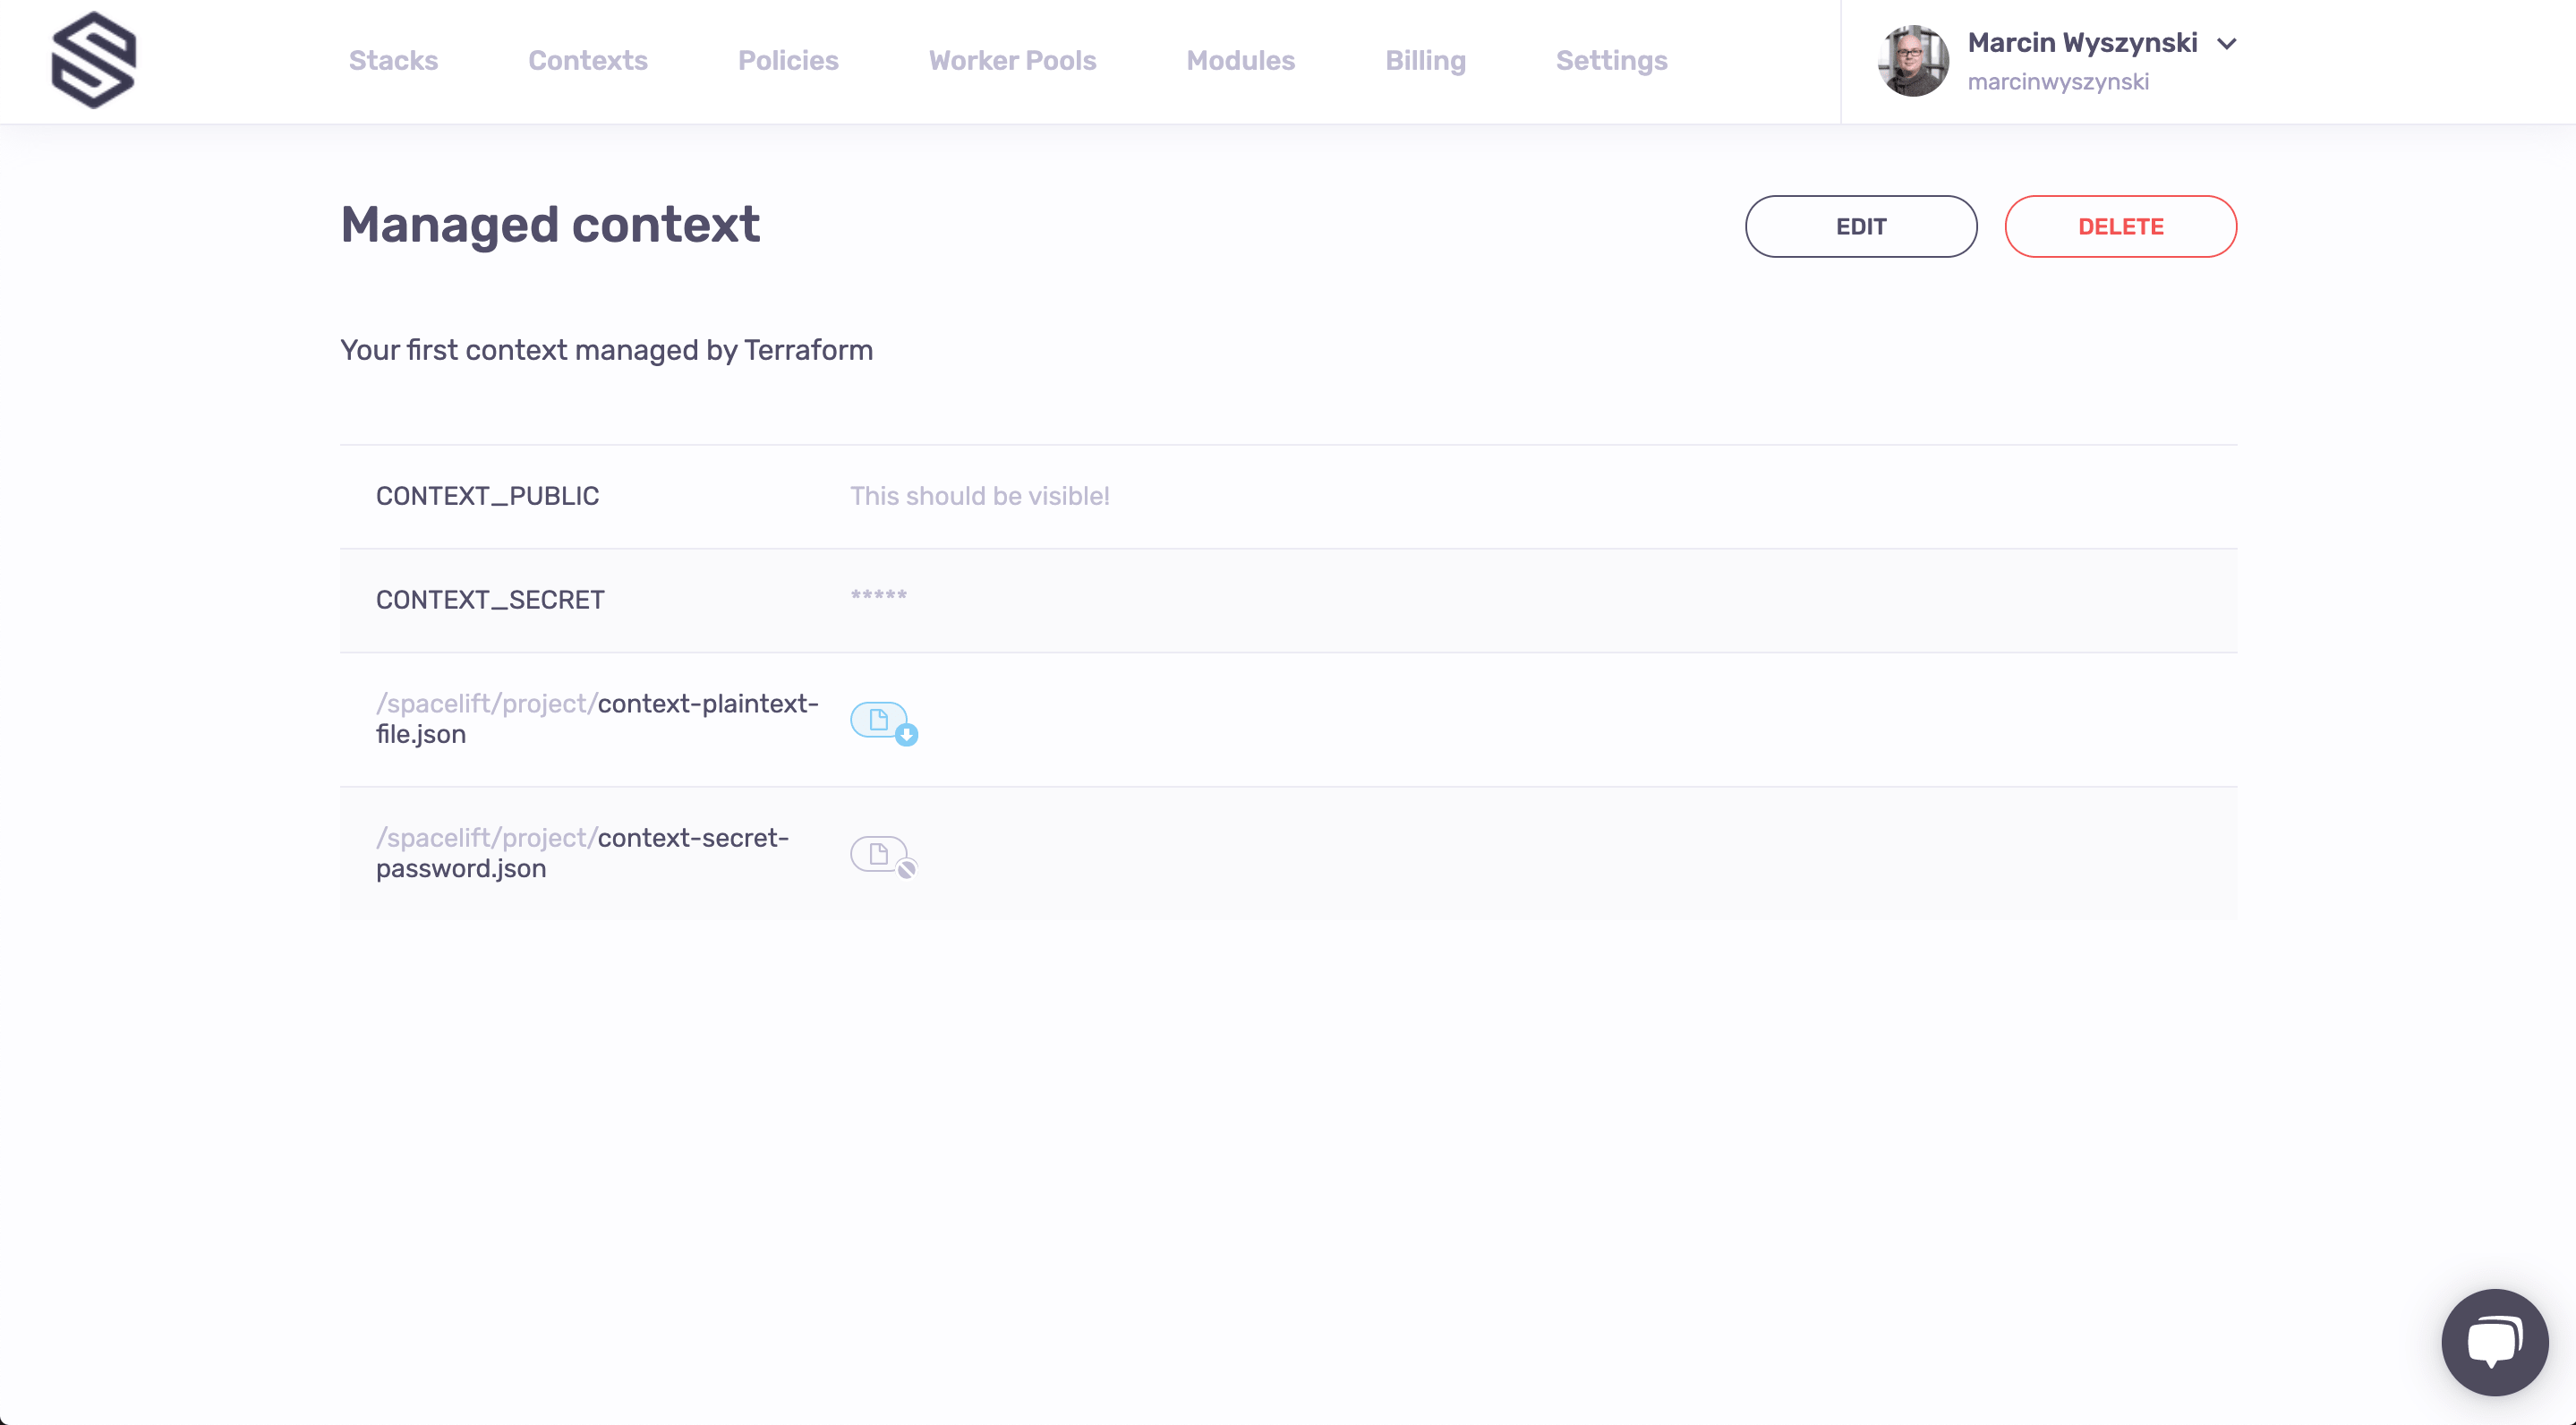 Stacks
Contexts
Policies
Worker Pools
Modules
Billing
Settings
Marcin Wyszynski
marcinwyszynski
Managed context
EDIT
DELETE
Your first context managed by Terraform
CONTEXT_PUBLIC
This should be visible!
CONTEXT_SECRET
*****
/spacelift/project/context-plaintext-
file.json
/spacelift/project/context-secret-
password.json